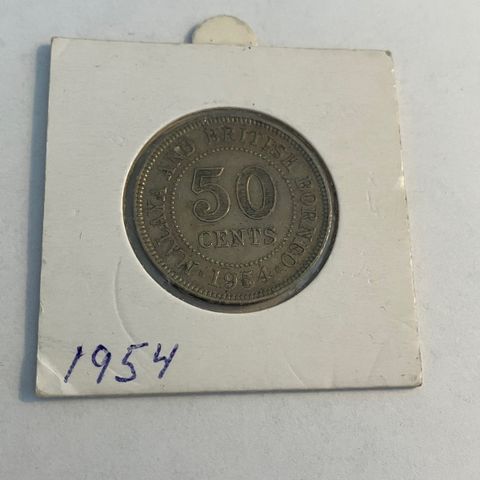 MALAYA AND BRITISH BORNEO
50
CENTS
1954
1954